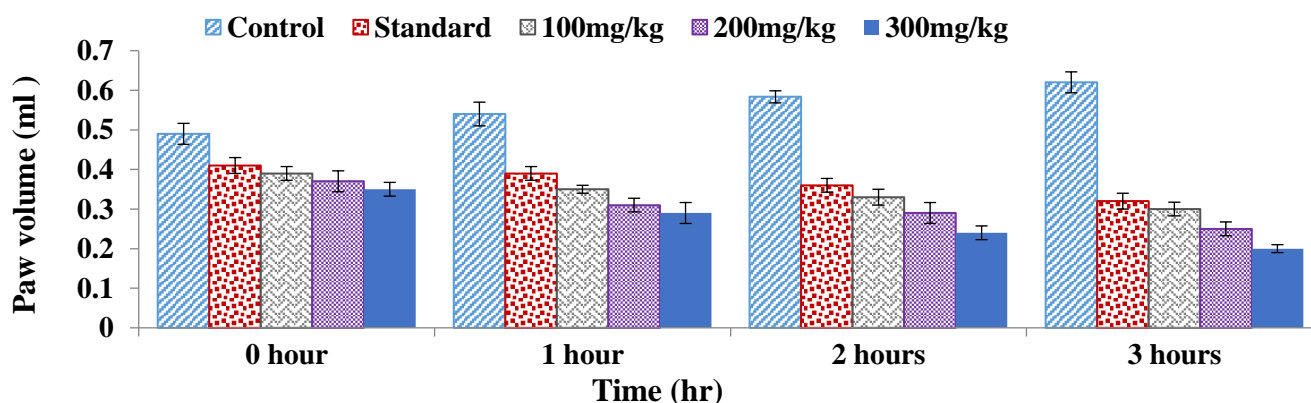 Control Standard 100mg/kg 200mg/kg 300mg/kg
Paw volume (ml )
0.7
0.6
0.5
0.4
0.3
0.2
0.1
0
0 hour 1 hour 2 hours 3 hours
Time (hr)